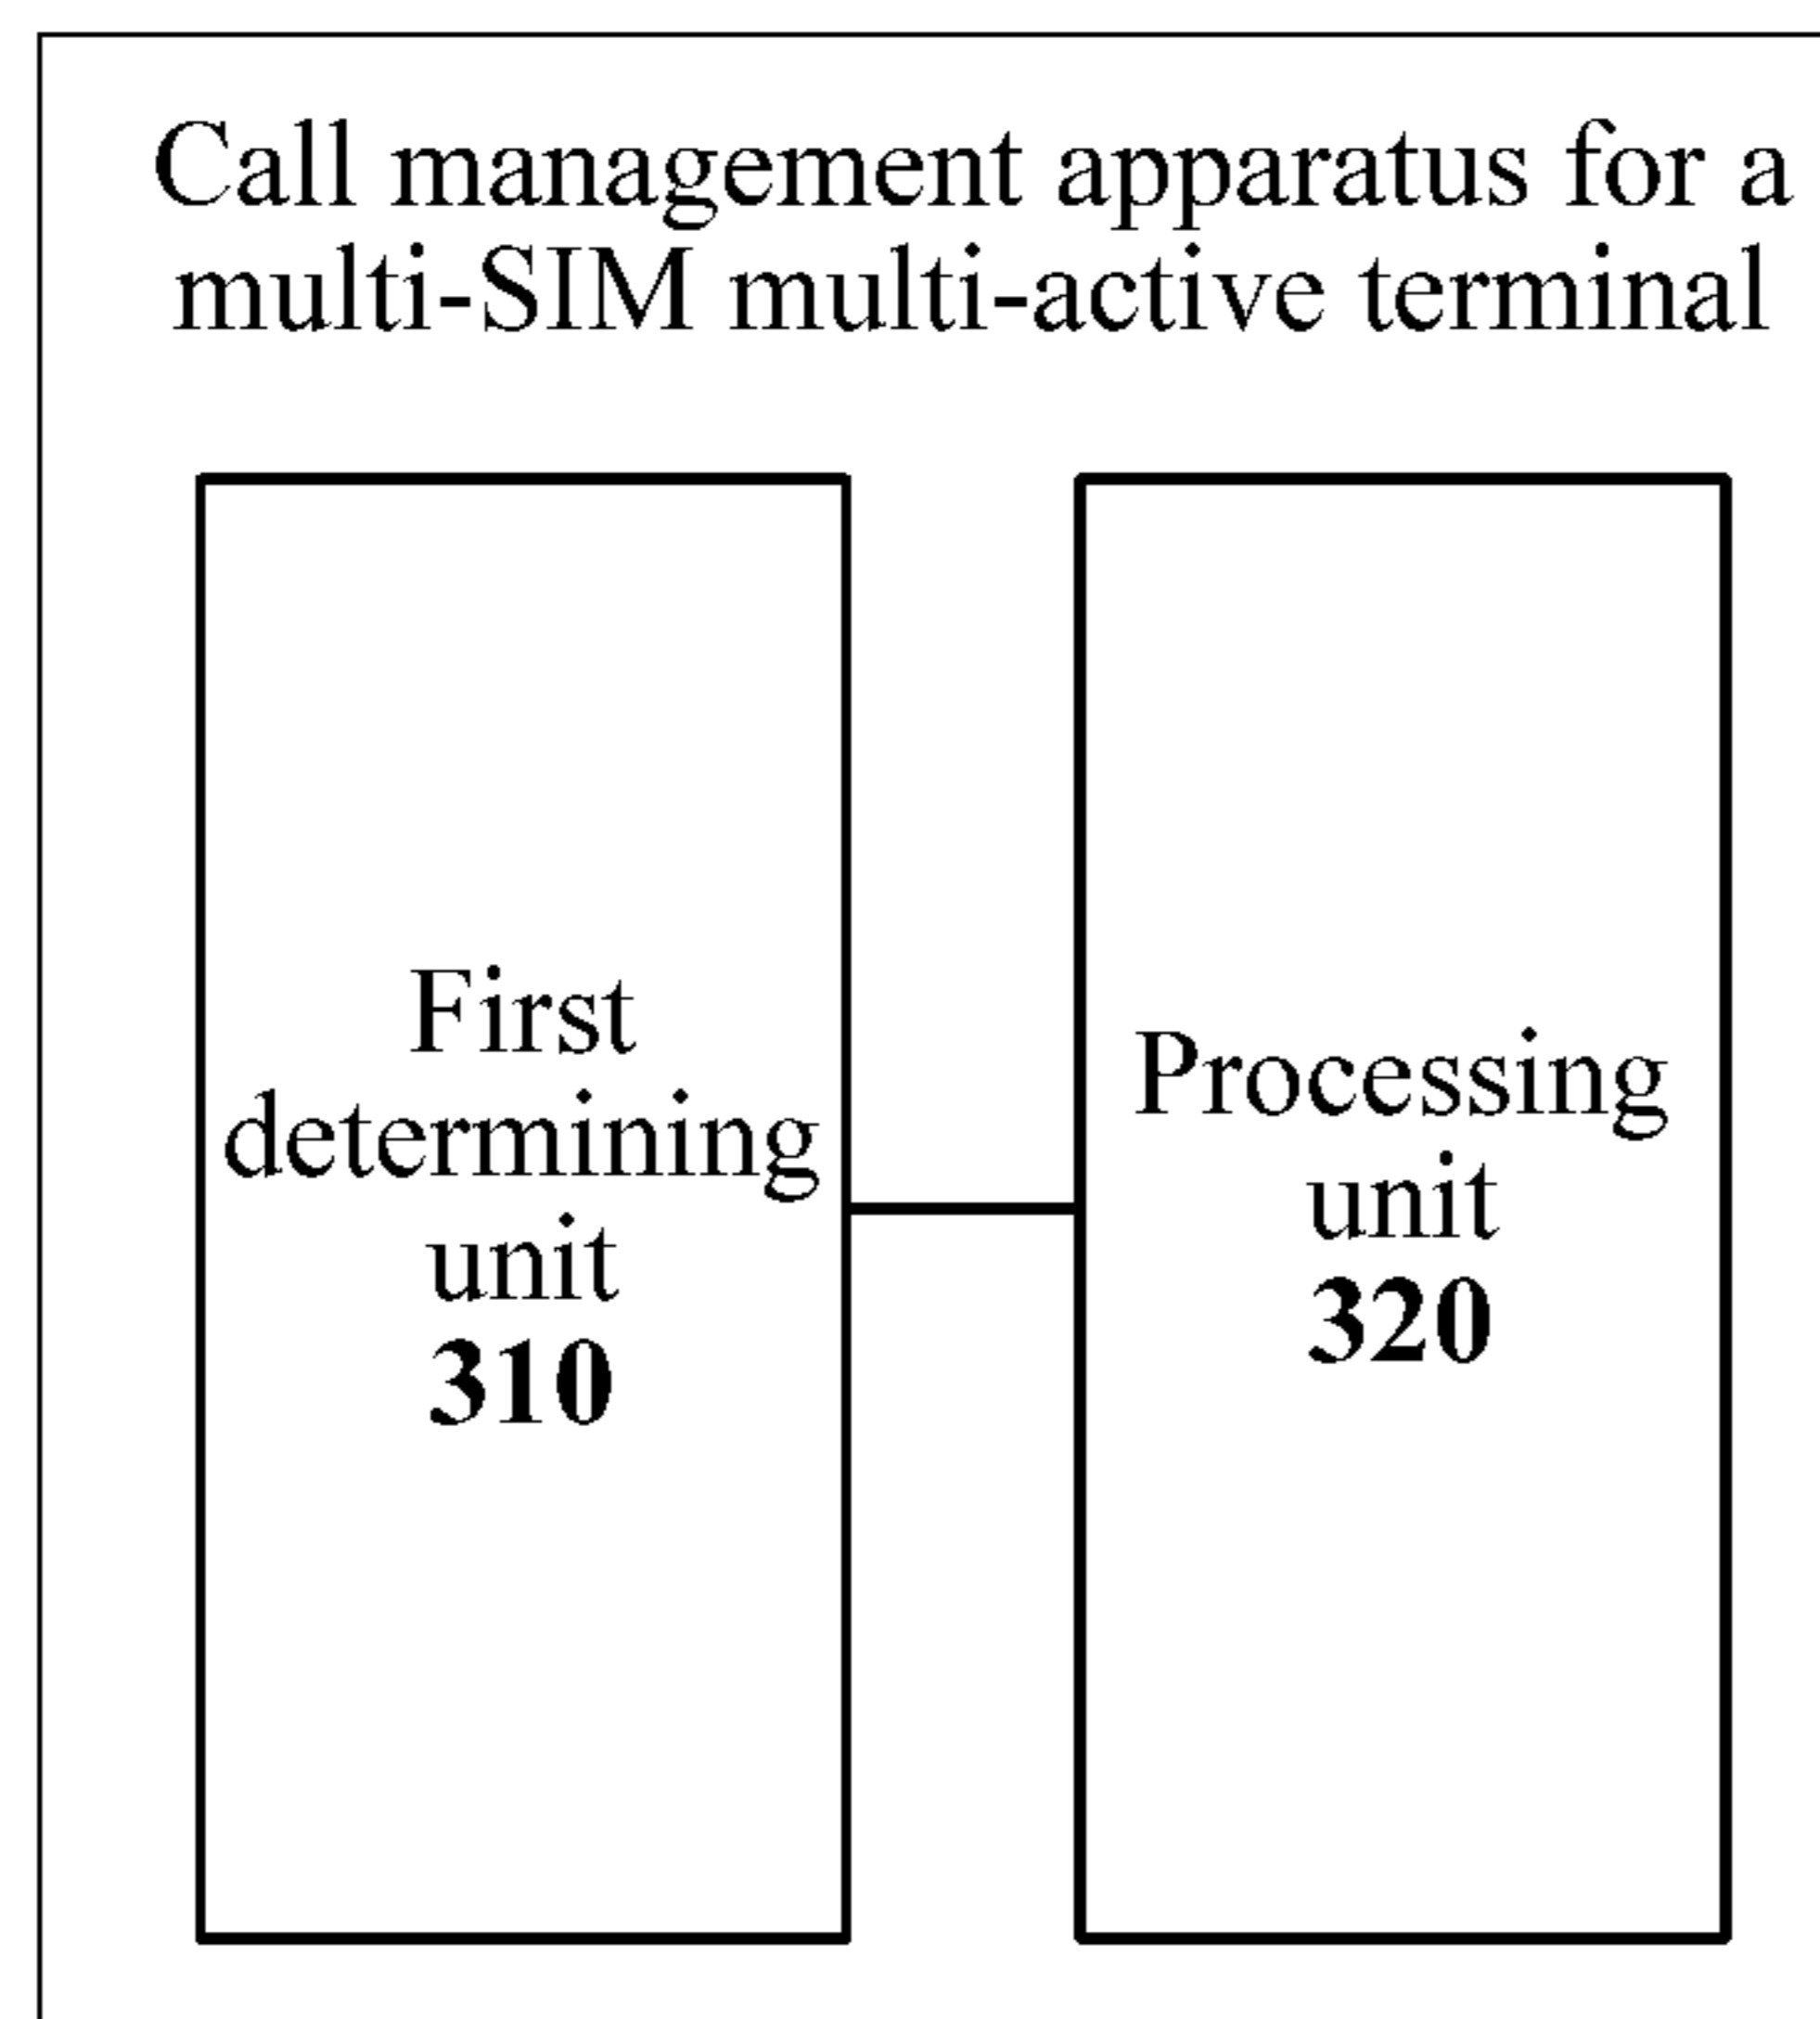 Call management apparatus for a
multi-SIM multi-active terminal
First
determining
unit
310
Processing
unit
320